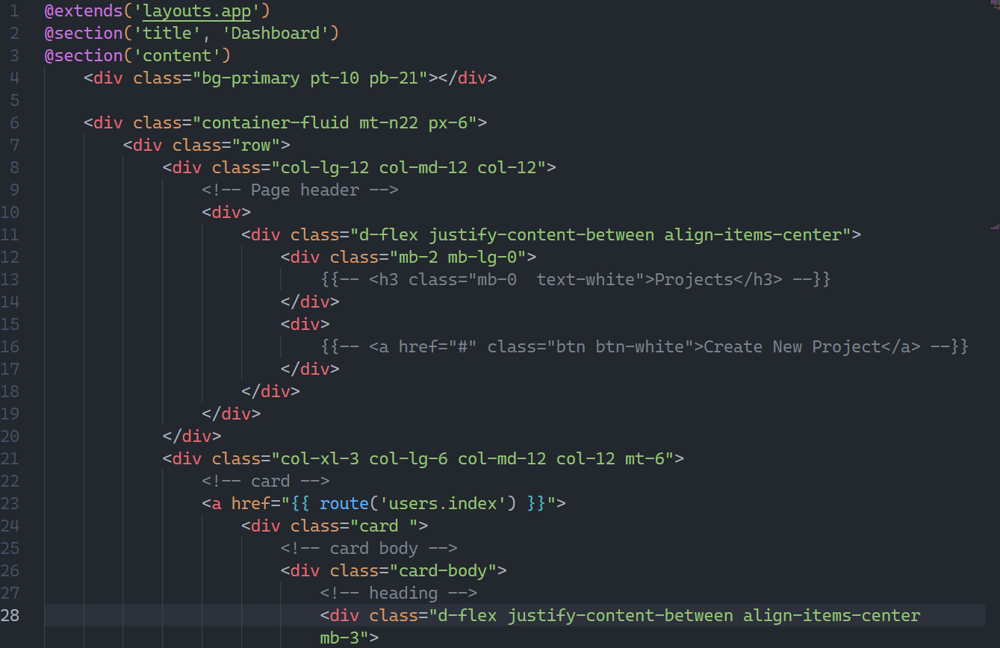 1 @extends('layouts.app')
2 @section('title', 'Dashboard')
3 @section('content')
4     <div class="bg-primary pt-10 pb-21"></div>
5
6     <div class="container-fluid mt-n22 px-6">
7         <div class="row">
8             <div class="col-lg-12 col-md-12 col-12">
9                 <!-- Page header -->
10                 <div>
11                     <div class="d-flex justify-content-between align-items-center">
12                         <div class="mb-2 mb-lg-0">
13                             {{-- <h3 class="mb-0  text-white">Projects</h3> --}}
14                         </div>
15                         <div>
16                             {{-- <a href="#" class="btn btn-white">Create New Project</a> --}}
17                         </div>
18                     </div>
19                 </div>
20             </div>
21             <div class="col-xl-3 col-lg-6 col-md-12 col-12 mt-6">
22                 <!-- card -->
23                 <a href="{{ route('users.index') }}">
24                     <div class="card ">
25                         <!-- card body -->
26                         <div class="card-body">
27                             <!-- heading -->
28                             <div class="d-flex justify-content-between align-items-center
                            mb-3">